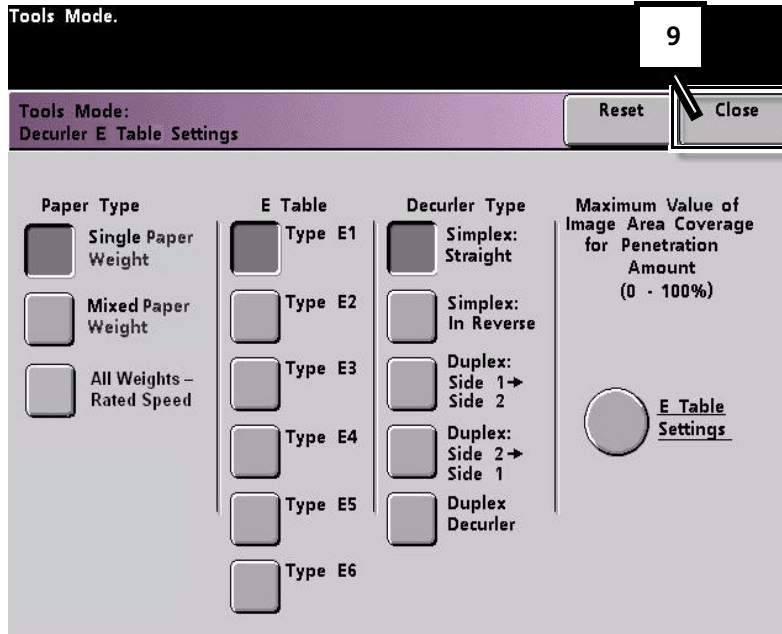 Tools Mode.
9
Tools Mode:
Decurler E Table Settings
Reset
Close
Paper Type
Single Paper
Weight
Mixed Paper
Weight
All Weights –
Rated Speed
E Table
Type E1
Type E2
Type E3
Type E4
Type E5
Type E6
Decurler Type
Simplex:
Straight
Simplex:
In Reverse
Duplex:
Side 1→
Side 2
Duplex:
Side 2→
Side 1
Duplex
Decurler
Maximum Value of
Image Area Coverage
for Penetration
Amount
(0 - 100%)
E Table
Settings